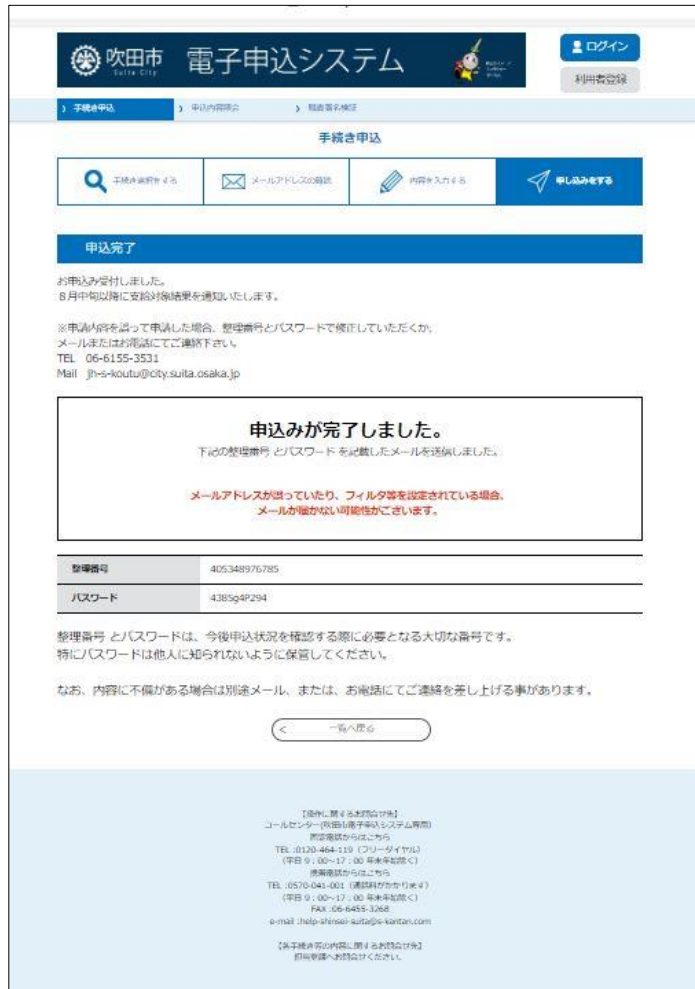 吹田市
Suita City
電子申込システム
ログイン
利用者登録
手続き申込
申込内容照会
職責署名検証
手続き申込
手続き選択をする
メールアドレスの確認
内容を入力する
申し込みをする
申込完了
お申込み受付しました。
8月中旬以降に支給対象結果を通知いたします。
※申請内容を誤って申請した場合、整理番号とパスワードで修正していただくか、
メールまたはお電話にてご連絡下さい。
TEL 06-6155-3531
Mail jh-s-koutu@city.suita.osaka.jp
申込みが完了しました。
下記の整理番号 とパスワード を記載したメールを送信しました。
メールアドレスが誤っていたり、フィルタ等を設定されている場合、
メールが届かない可能性がございます。
整理番号 405348976785
パスワード 4385g4P294
整理番号 とパスワードは、今後申込状況を確認する際に必要となる大切な番号です。
特にパスワードは他人に知られないように保管してください。
なお、内容に不備がある場合は別途メール、または、お電話にてご連絡を差し上げる事があります。
一覧へ戻る
【操作に関するお問合せ先】
コールセンター(吹田市電子申込システム専用)
固定電話からはこちら
TEL :0120-464-119（フリーダイヤル）
（平日 9：00～17：00 年末年始除く）
携帯電話からはこちら
TEL :0570-041-001（通話料がかかります）
（平日 9：00～17：00 年末年始除く）
FAX :06-6455-3268
e-mail :help-shinsei-suita@s-kantan.com
【各手続き等の内容に関するお問合せ先】
担当室課へお問合せください。